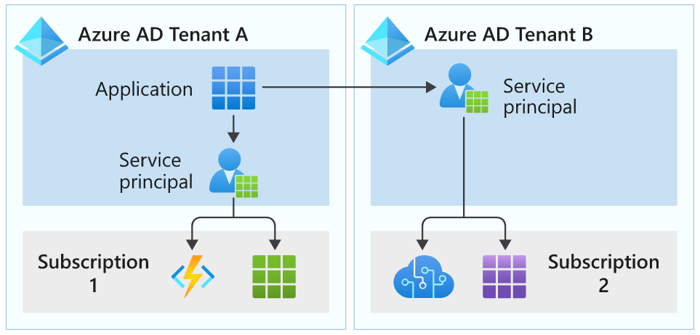 Azure AD Tenant A
Application
Service
principal
Subscription
1
Azure AD Tenant B
Service
principal
Subscription
2